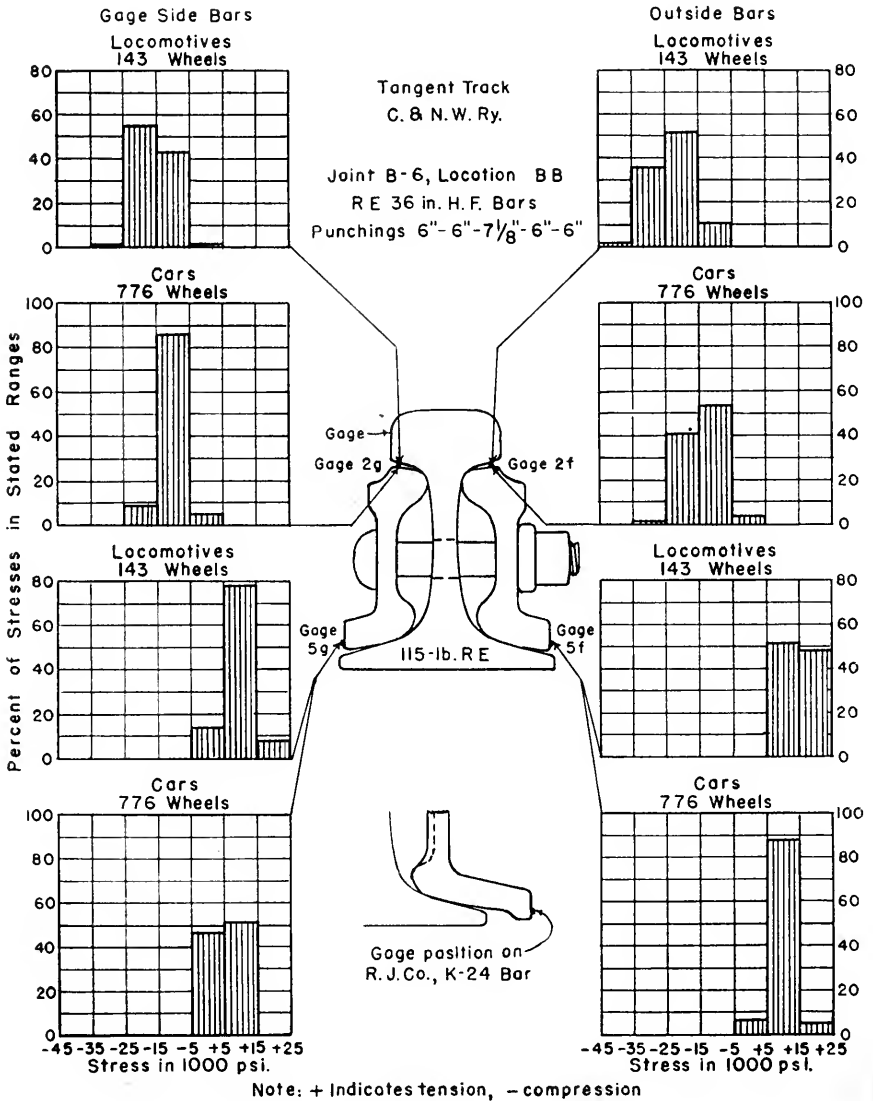 Gage Side Bars
Locomotives
143 Wheels
80
60
40
20
0
Outside Bars
Locomotives
143 Wheels
80
60
40
20
0
Tangent Track
C. & N. W. Ry.
Joint B-6, Location BB
RE 36 in. H.F. Bars
Punchings 6"-6"-7 1/8"-6"-6"
Percent of Stresses in Stated Ranges
Cars
776 Wheels
100
80
60
40
20
0
Cars
776 Wheels
100
80
60
40
20
0
Gage
Gage 2g
Gage 2f
Locomotives
143 Wheels
80
60
40
20
0
Locomotives
143 Wheels
80
60
40
20
0
Gage
5g
115-lb. RE
Gage
5f
Cars
776 Wheels
100
80
60
40
20
0
Cars
776 Wheels
100
80
60
40
20
0
Gage position on
R.J.Co., K-24 Bar
-45 -35 -25 -15 -5 +5 +15 +25
Stress in 1000 psi.
-45 -35 -25 -15 -5 +5 +15 +25
Stress in 1000 psi.
Note: + Indicates tension, - compression